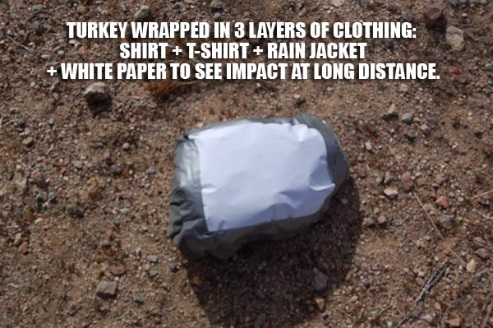 TURKEY WRAPPED IN 3 LAYERS OF CLOTHING:
SHIRT + T-SHIRT + RAIN JACKET
+ WHITE PAPER TO SEE IMPACT AT LONG DISTANCE.